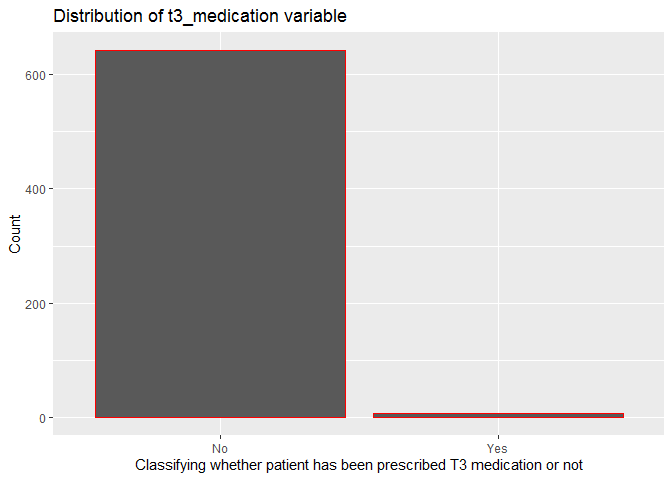 Distribution of t3_medication variable
Count
600
400
200
0
No
Yes
Classifying whether patient has been prescribed T3 medication or not